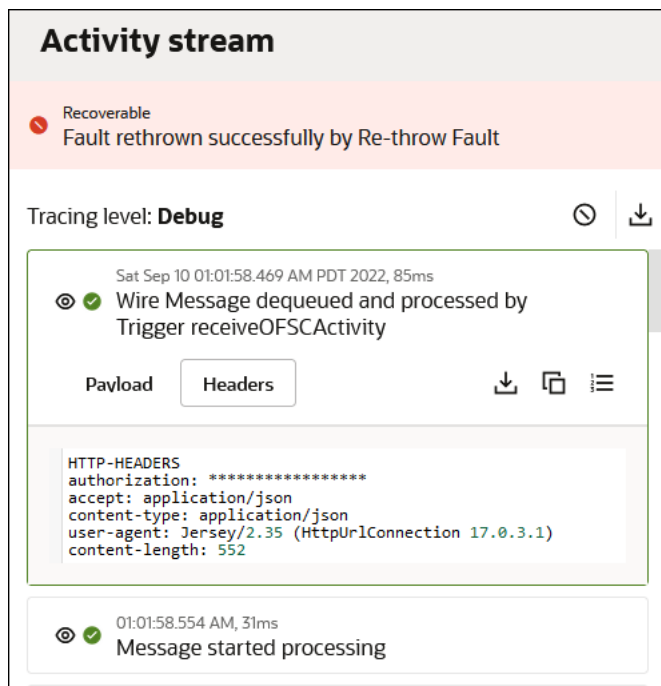 Activity stream
Recoverable
Fault rethrown successfully by Re-throw Fault
Tracing level: Debug
Sat Sep 10 01:01:58.469 AM PDT 2022, 85ms
Wire Message dequeued and processed by
Trigger receiveOFSCActivity
Payload Headers
HTTP-HEADERS
authorization: *****************
accept: application/json
content-type: application/json
user-agent: Jersey/2.35 (HttpUrlConnection 17.0.3.1)
content-length: 552
01:01:58.554 AM, 31ms
Message started processing